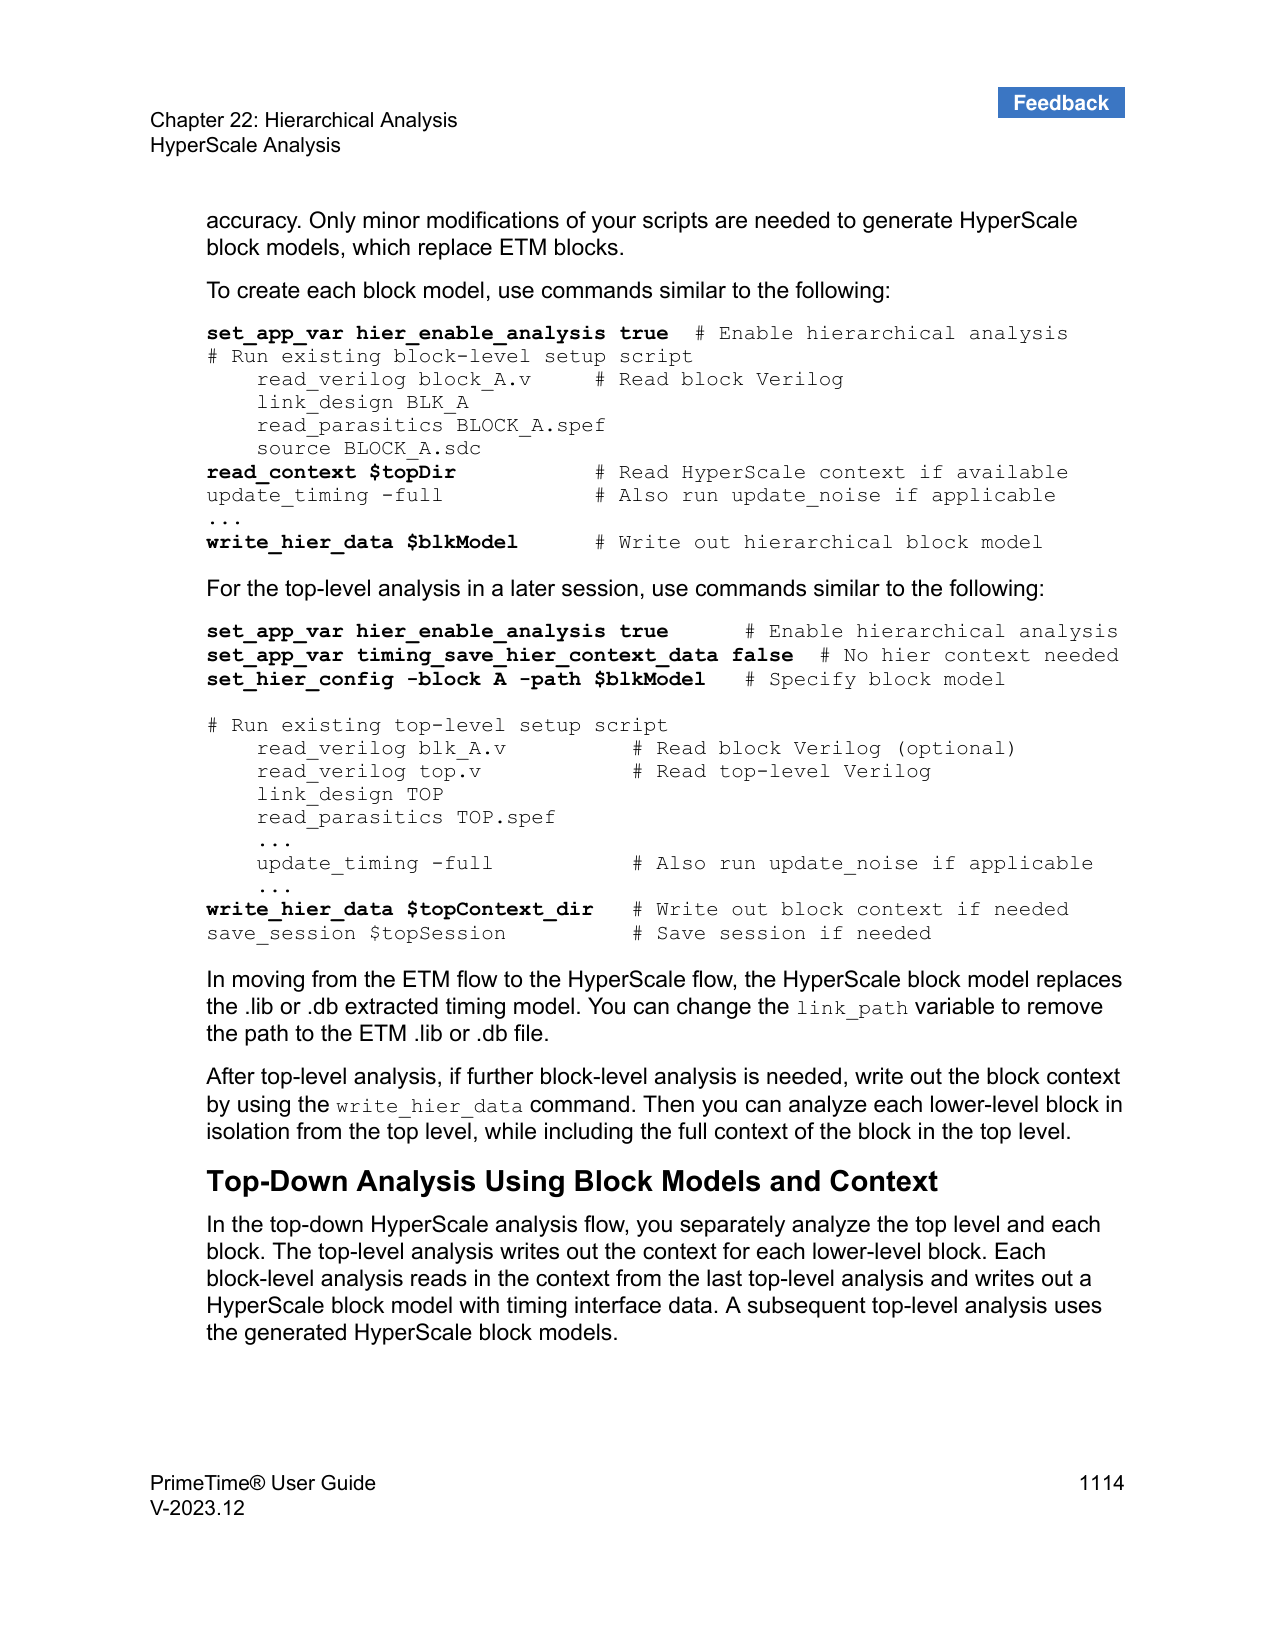 Feedback
Chapter 22: Hierarchical Analysis
HyperScale Analysis
accuracy. Only minor modifications of your scripts are needed to generate HyperScale
block models, which replace ETM blocks.
To create each block model, use commands similar to the following:
set_app_var hier_enable_analysis true  # Enable hierarchical analysis
# Run existing block-level setup script
    read_verilog block_A.v     # Read block Verilog
    link_design BLK_A
    read_parasitics BLOCK_A.spef
    source BLOCK_A.sdc
read_context $topDir           # Read HyperScale context if available
update_timing -full            # Also run update_noise if applicable
...
write_hier_data $blkModel      # Write out hierarchical block model
For the top-level analysis in a later session, use commands similar to the following:
set_app_var hier_enable_analysis true      # Enable hierarchical analysis
set_app_var timing_save_hier_context_data false  # No hier context needed
set_hier_config -block A -path $blkModel   # Specify block model
# Run existing top-level setup script
    read_verilog blk_A.v          # Read block Verilog (optional)
    read_verilog top.v            # Read top-level Verilog
    link_design TOP
    read_parasitics TOP.spef
    ...
    update_timing -full           # Also run update_noise if applicable
    ...
write_hier_data $topContext_dir   # Write out block context if needed
save_session $topSession          # Save session if needed
In moving from the ETM flow to the HyperScale flow, the HyperScale block model replaces
the .lib or .db extracted timing model. You can change the link_path variable to remove
the path to the ETM .lib or .db file.
After top-level analysis, if further block-level analysis is needed, write out the block context
by using the write_hier_data command. Then you can analyze each lower-level block in
isolation from the top level, while including the full context of the block in the top level.
Top-Down Analysis Using Block Models and Context
In the top-down HyperScale analysis flow, you separately analyze the top level and each
block. The top-level analysis writes out the context for each lower-level block. Each
block-level analysis reads in the context from the last top-level analysis and writes out a
HyperScale block model with timing interface data. A subsequent top-level analysis uses
the generated HyperScale block models.
PrimeTime® User Guide 1114
V-2023.12